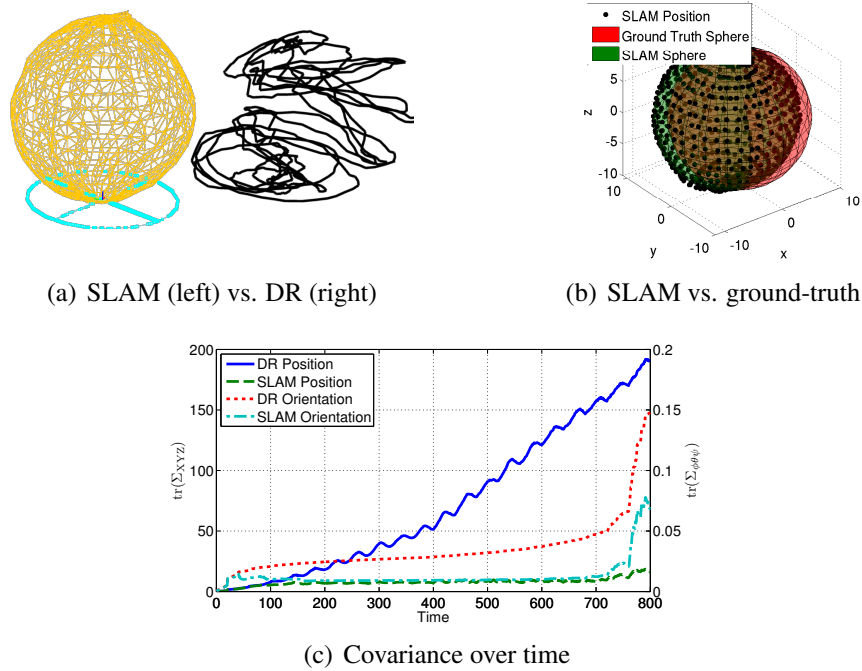 SLAM Position
Ground Truth Sphere
SLAM Sphere
z
5
0
-5
-10
10
0
-10
y
-10
0
10
x
(a) SLAM (left) vs. DR (right)
(b) SLAM vs. ground-truth
DR Position
SLAM Position
DR Orientation
SLAM Orientation
tr(Σ_XYZ)
200
150
100
50
0
0 100 200 300 400 500 600 700 800
Time
0.2
0.15
0.1
0.05
0
tr(Σ_ϕθψ)
(c) Covariance over time